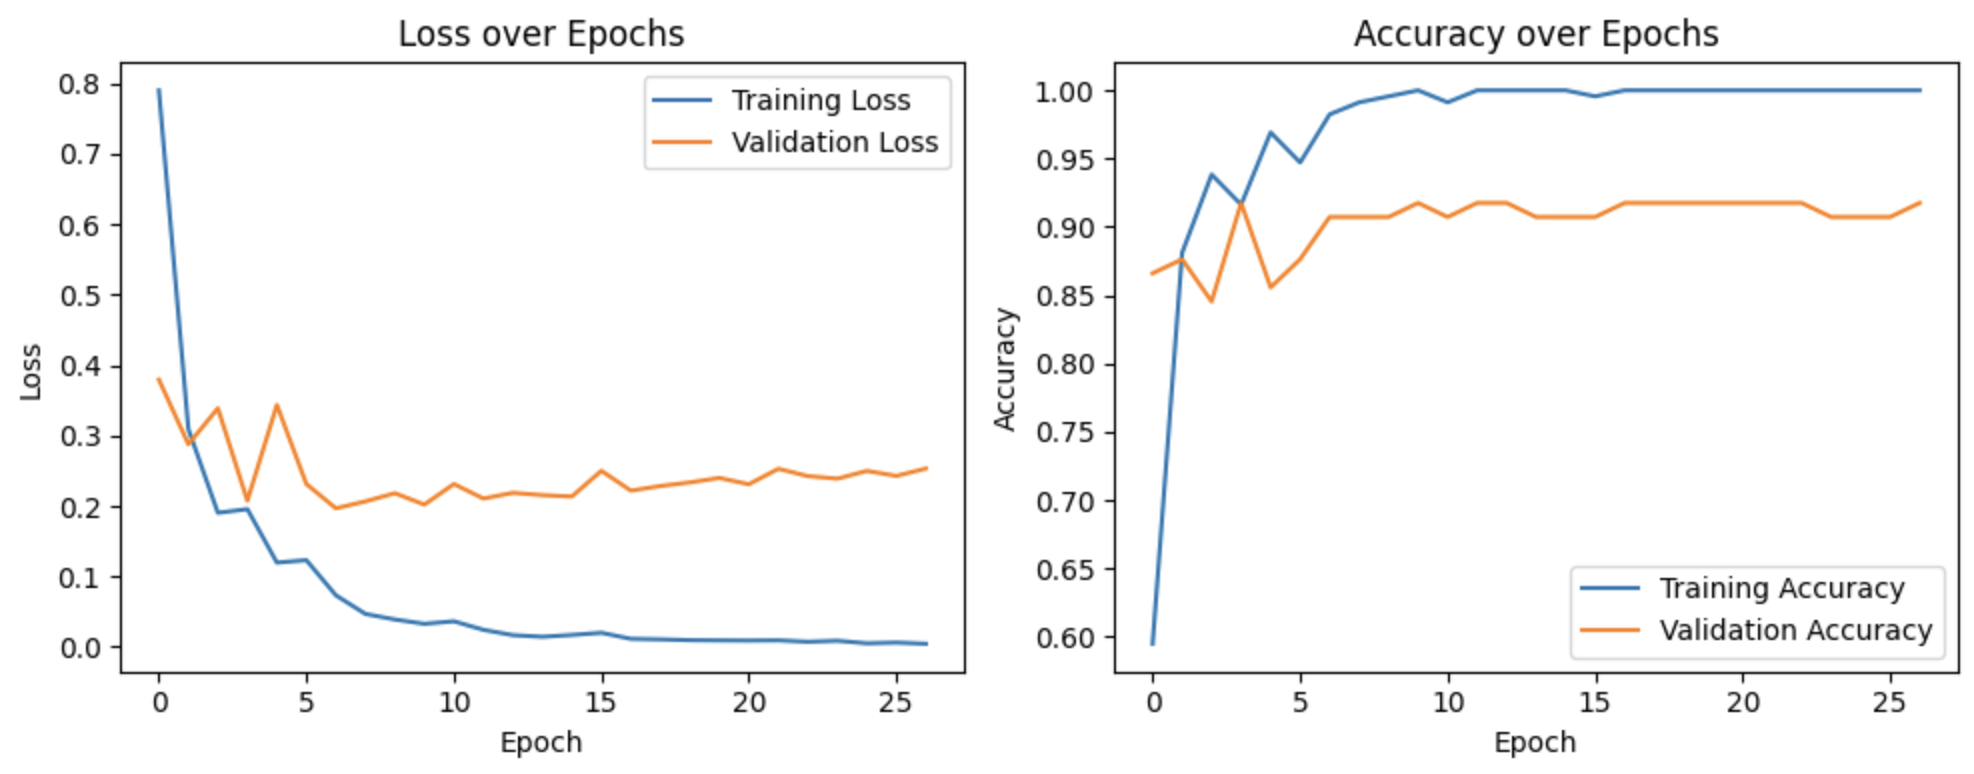 Loss over Epochs
0.8
0.7
0.6
0.5
0.4
0.3
0.2
0.1
0.0
Loss
Training Loss
Validation Loss
0 5 10 15 20 25
Epoch
Accuracy over Epochs
1.00
0.95
0.90
0.85
0.80
0.75
0.70
0.65
0.60
Accuracy
Training Accuracy
Validation Accuracy
0 5 10 15 20 25
Epoch